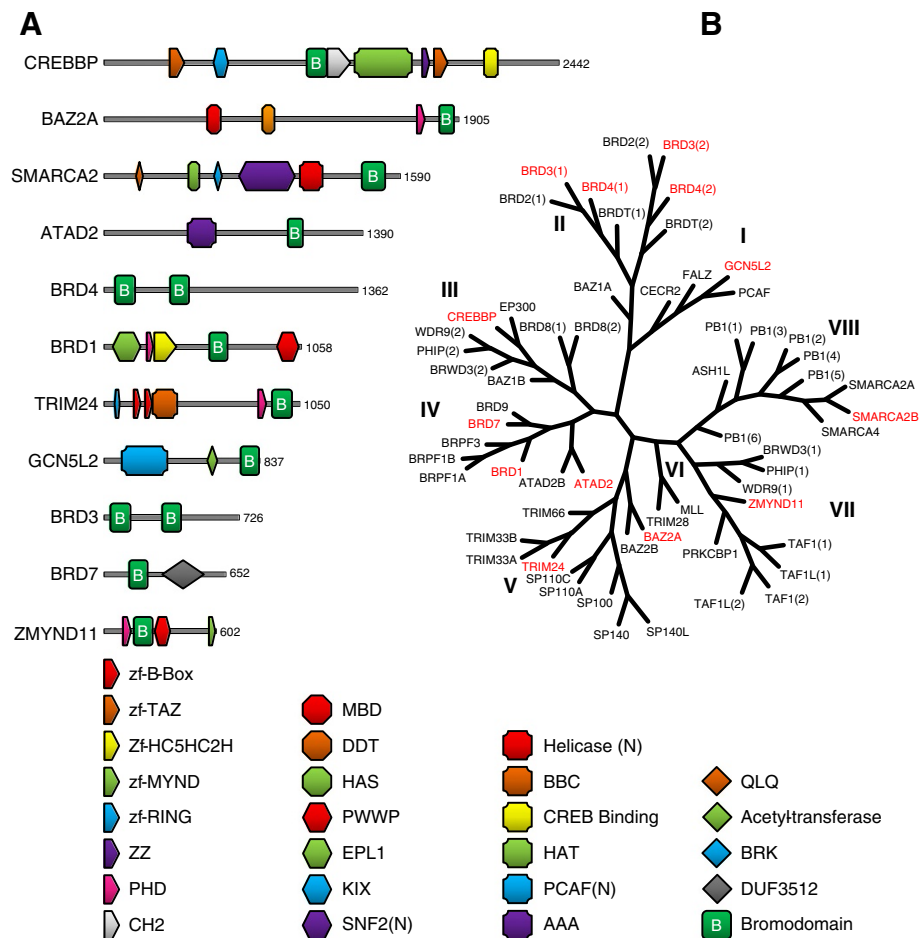 A
B
CREBBP
B
2442
BAZ2A
B
1905
SMARCA2
B
1590
ATAD2
B
1390
BRD4
B
B
1362
BRD1
B
1058
TRIM24
B
1050
GCN5L2
B
837
BRD3
B
B
726
BRD7
B
652
ZMYND11
B
602
BRD2(2)
BRD3(2)
BRD3(1)
BRD4(1)
BRD4(2)
BRD2(1)
BRDT(1)
BRDT(2)
II
I
BAZ1A
CECR2
FALZ
GCN5L2
PCAF
III
EP300
CREBBP
BRD8(1)
BRD8(2)
WDR9(2)
PHIP(2)
BRWD3(2)
BAZ1B
VIII
PB1(1)
PB1(3)
PB1(2)
PB1(4)
PB1(5)
ASH1L
SMARCA2A
SMARCA2B
SMARCA4
PB1(6)
IV
BRD9
BRD7
BRPF3
BRPF1B
BRPF1A
BRD1
ATAD2B
ATAD2
VI
BRWD3(1)
PHIP(1)
WDR9(1)
ZMYND11
VII
MLL
TRIM28
TRIM66
BAZ2A
BAZ2B
PRKCBP1
TRIM33B
TRIM33A
TRIM24
V
SP110C
SP110A
SP100
SP140
SP140L
TAF1(1)
TAF1L(1)
TAF1(2)
TAF1L(2)
zf-B-Box
zf-TAZ
Zf-HC5HC2H
zf-MYND
zf-RING
ZZ
PHD
CH2
MBD
DDT
HAS
PWWP
EPL1
KIX
SNF2(N)
Helicase (N)
BBC
CREB Binding
HAT
PCAF(N)
AAA
QLQ
Acetyltransferase
BRK
DUF3512
B Bromodomain